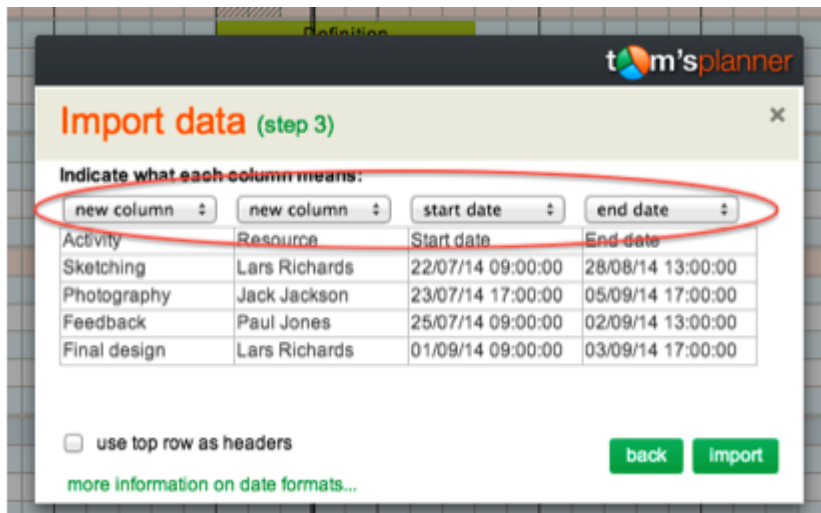 Definition
tom'splanner
Import data (step 3)
×
Indicate what each column means:
new column new column start date end date
Activity Resource Start date End date
Sketching Lars Richards 22/07/14 09:00:00 28/08/14 13:00:00
Photography Jack Jackson 23/07/14 17:00:00 05/09/14 17:00:00
Feedback Paul Jones 25/07/14 09:00:00 02/09/14 13:00:00
Final design Lars Richards 01/09/14 09:00:00 03/09/14 17:00:00
use top row as headers
back import
more information on date formats...